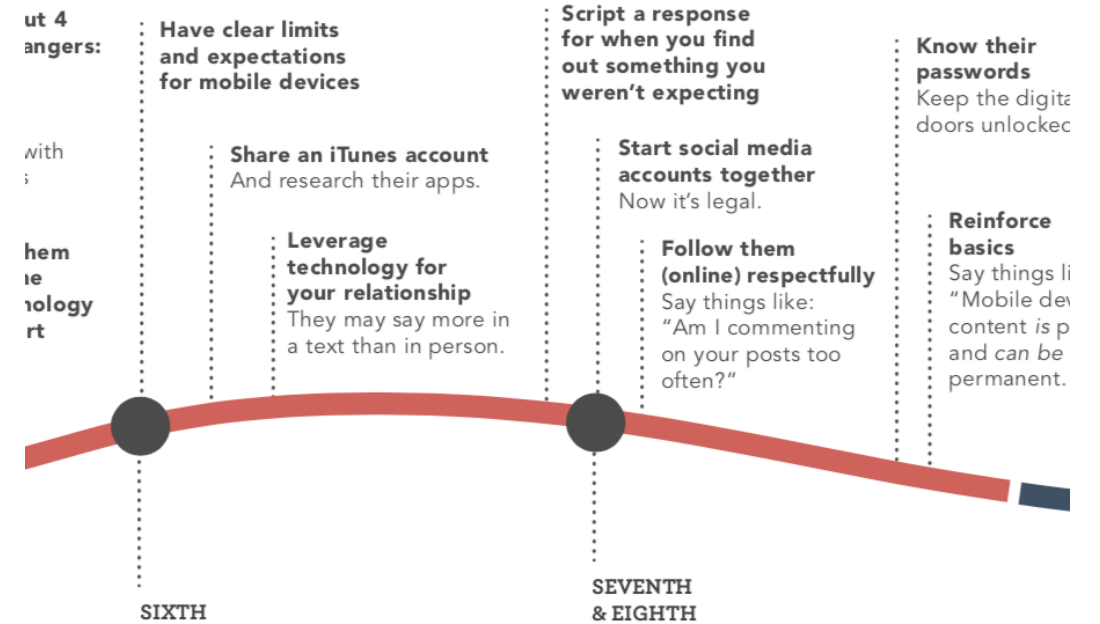 ut 4
angers:
with
s
hem
ne
nology
rt
Have clear limits
and expectations
for mobile devices
Share an iTunes account
And research their apps.
Leverage
technology for
your relationship
They may say more in
a text than in person.
Script a response
for when you find
out something you
weren't expecting
Start social media
accounts together
Now it's legal.
Follow them
(online) respectfully
Say things like:
"Am I commenting
on your posts too
often?"
Know their
passwords
Keep the digita
doors unlocked
Reinforce
basics
Say things li
"Mobile dev
content is p
and can be
permanent.
SIXTH
SEVENTH
& EIGHTH